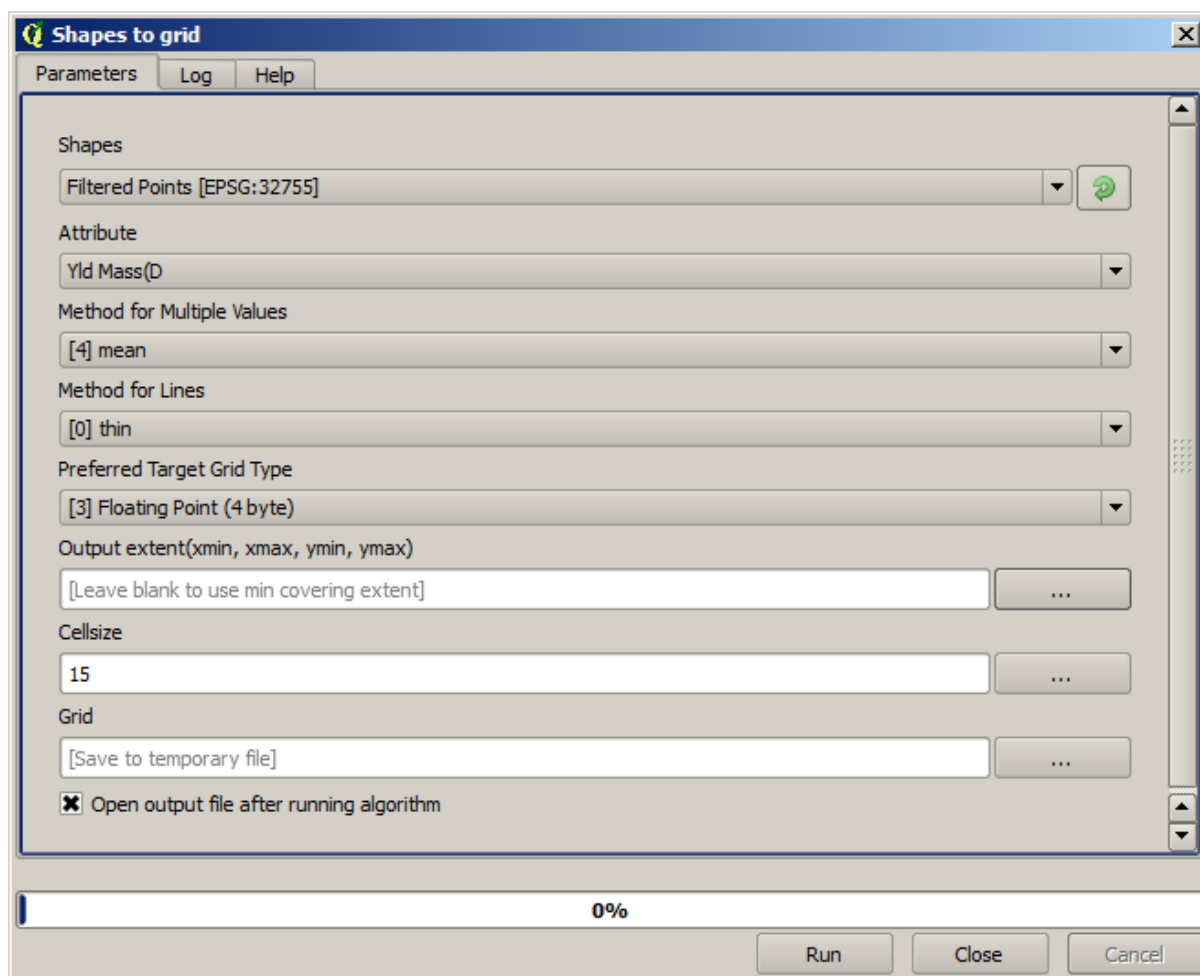 Shapes to grid
Parameters Log Help
Shapes
Filtered Points [EPSG:32755]
Attribute
Yld Mass(D
Method for Multiple Values
[4] mean
Method for Lines
[0] thin
Preferred Target Grid Type
[3] Floating Point (4 byte)
Output extent(xmin, xmax, ymin, ymax)
[Leave blank to use min covering extent]
...
Cellsize
15
...
Grid
[Save to temporary file]
...
Open output file after running algorithm
0%
Run Close Cancel